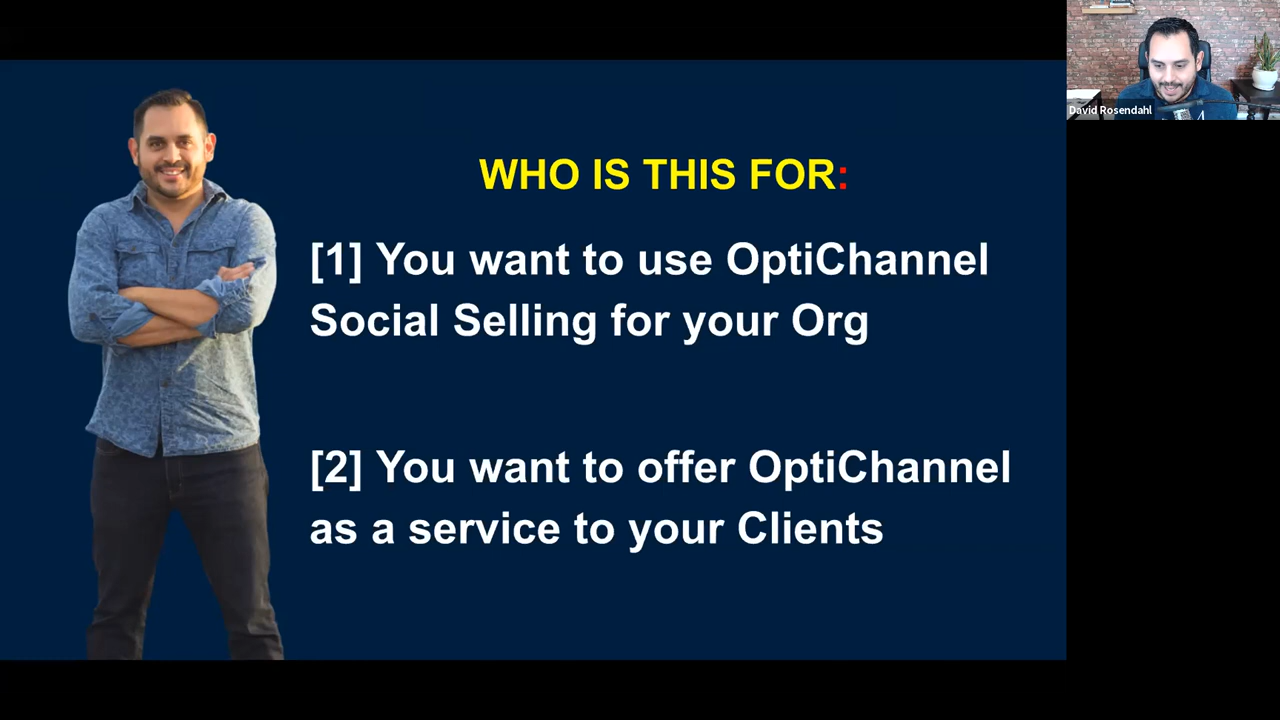 WHO IS THIS FOR:
[1] You want to use OptiChannel
Social Selling for your Org
[2] You want to offer OptiChannel
as a service to your Clients
David Rosendahl